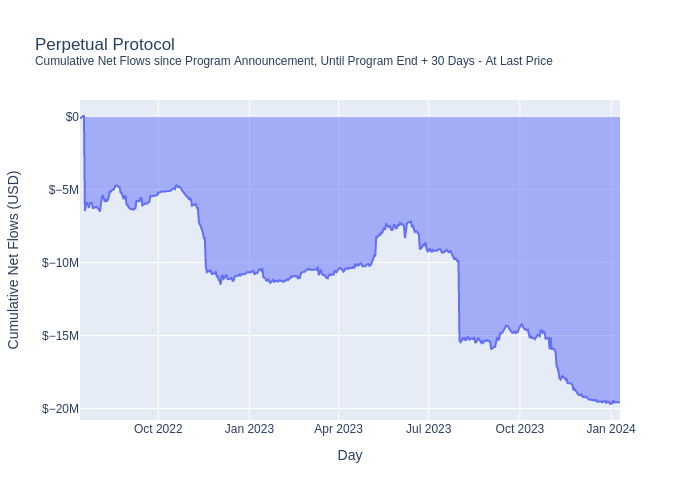 Perpetual Protocol
Cumulative Net Flows since Program Announcement, Until Program End + 30 Days - At Last Price
Cumulative Net Flows (USD)
$0
$−5M
$−10M
$−15M
$−20M
Oct 2022
Jan 2023
Apr 2023
Jul 2023
Oct 2023
Jan 2024
Day